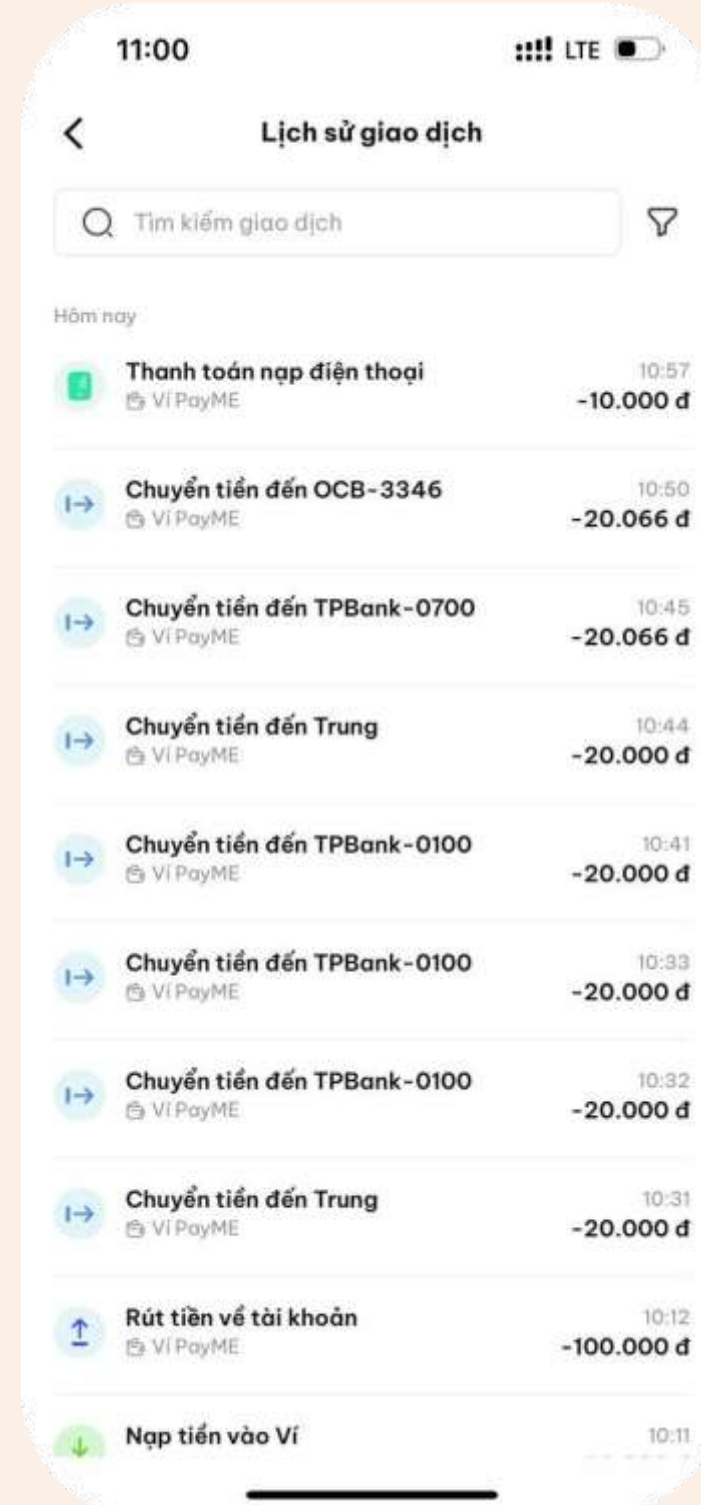 11:00 LTE
Lịch sử giao dịch
Tìm kiếm giao dịch
Hôm nay
Thanh toán nạp điện thoại 10:57
Ví PayME -10.000 đ
Chuyển tiền đến OCB-3346 10:50
Ví PayME -20.066 đ
Chuyển tiền đến TPBank-0700 10:45
Ví PayME -20.066 đ
Chuyển tiền đến Trung 10:44
Ví PayME -20.000 đ
Chuyển tiền đến TPBank-0100 10:41
Ví PayME -20.000 đ
Chuyển tiền đến TPBank-0100 10:33
Ví PayME -20.000 đ
Chuyển tiền đến TPBank-0100 10:32
Ví PayME -20.000 đ
Chuyển tiền đến Trung 10:31
Ví PayME -20.000 đ
Rút tiền về tài khoản 10:12
Ví PayME -100.000 đ
Nạp tiền vào Ví 10:11